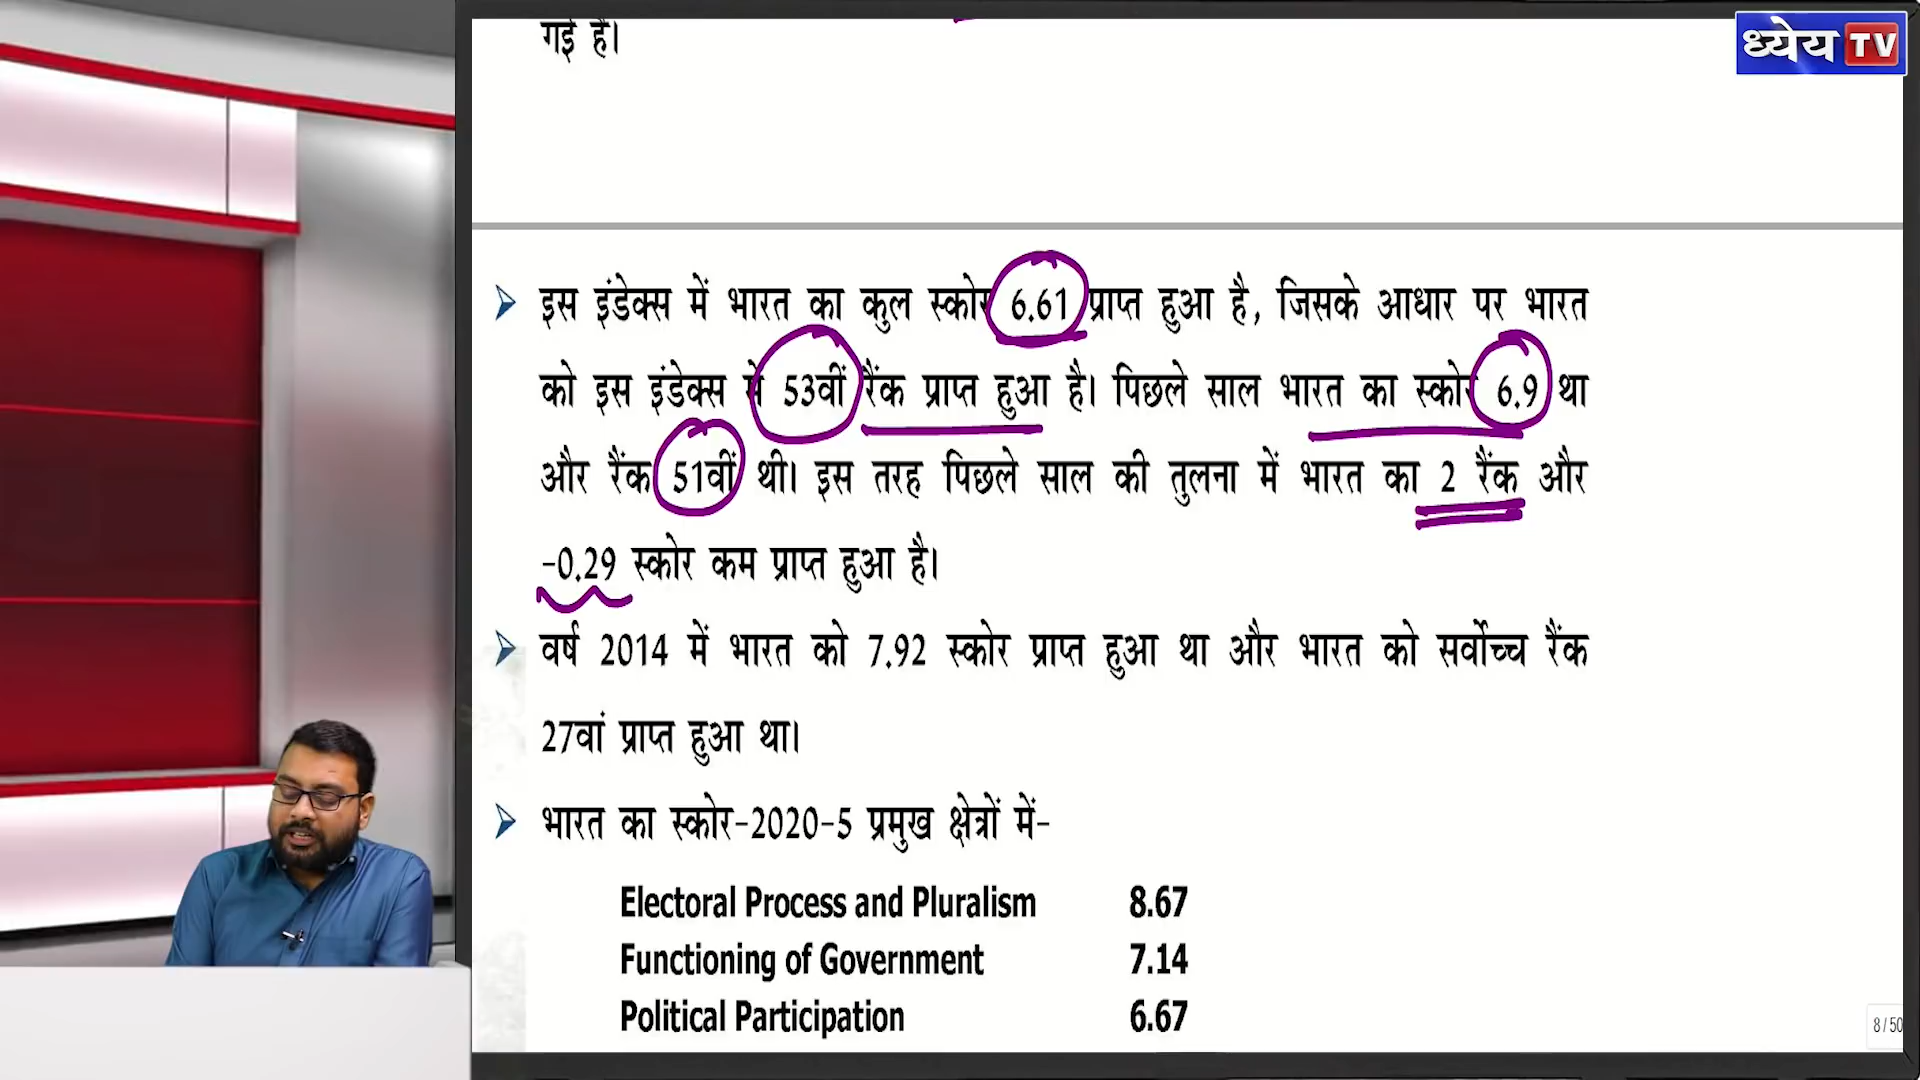 गई है।
ध्येय TV
इस इंडेक्स में भारत का कुल स्कोर 6.61 प्राप्त हुआ है, जिसके आधार पर भारत
को इस इंडेक्स में 53वीं रैंक प्राप्त हुआ है। पिछले साल भारत का स्कोर 6.9 था
और रैंक 51वीं थी। इस तरह पिछले साल की तुलना में भारत का 2 रैंक और
-0.29 स्कोर कम प्राप्त हुआ है।
वर्ष 2014 में भारत को 7.92 स्कोर प्राप्त हुआ था और भारत को सर्वोच्च रैंक
27वां प्राप्त हुआ था।
भारत का स्कोर-2020-5 प्रमुख क्षेत्रों में-
Electoral Process and Pluralism 8.67
Functioning of Government 7.14
Political Participation 6.67
8 / 50